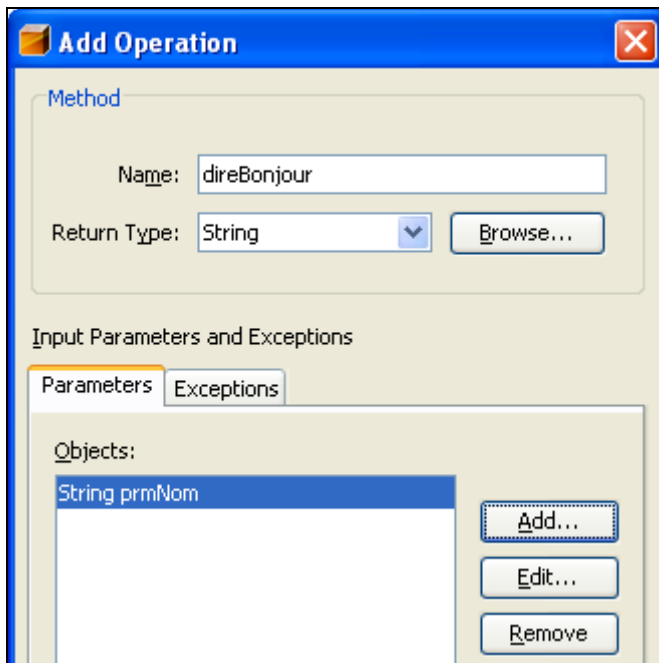 Add Operation
Method
Name: direBonjour
Return Type: String Browse...
Input Parameters and Exceptions
Parameters Exceptions
Objects:
String prmNom
Add...
Edit...
Remove